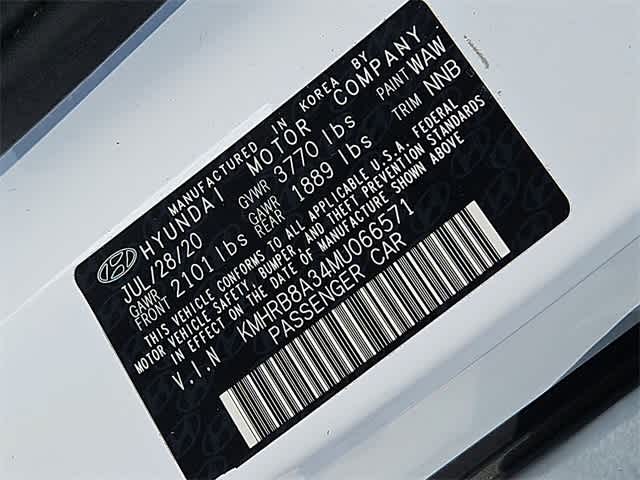 MANUFACTURED IN KOREA BY
HYUNDAI MOTOR COMPANY
JUL/28/20 GVWR 3770 lbs PAINT WAW
GAWR FRONT 2101 lbs GAWR REAR 1889 lbs TRIM NNB
THIS VEHICLE CONFORMS TO ALL APPLICABLE U.S.A. FEDERAL
MOTOR VEHICLE SAFETY, BUMPER, AND THEFT PREVENTION STANDARDS
IN EFFECT ON THE DATE OF MANUFACTURE SHOWN ABOVE
V.I.N KMHRB8A34MU066571
PASSENGER CAR